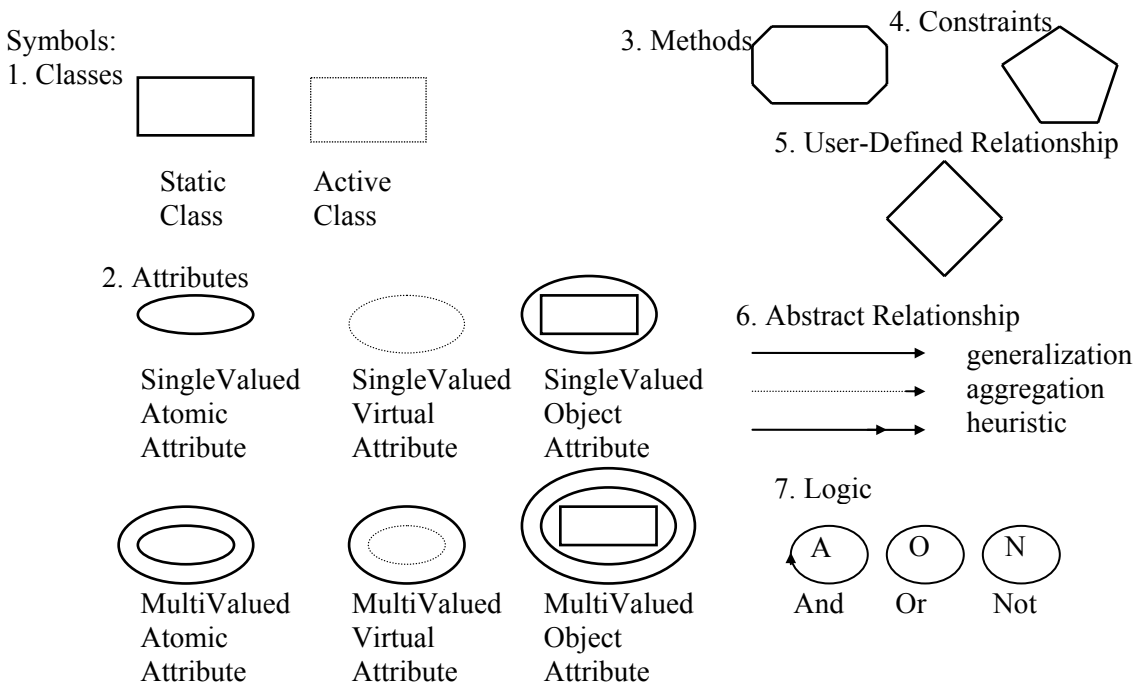 Symbols:
1. Classes
Static
Class
Active
Class
2. Attributes
SingleValued
Atomic
Attribute
SingleValued
Virtual
Attribute
SingleValued
Object
Attribute
MultiValued
Atomic
Attribute
MultiValued
Virtual
Attribute
MultiValued
Object
Attribute
3. Methods
4. Constraints
5. User-Defined Relationship
6. Abstract Relationship
generalization
aggregation
heuristic
7. Logic
A
O
N
And
Or
Not